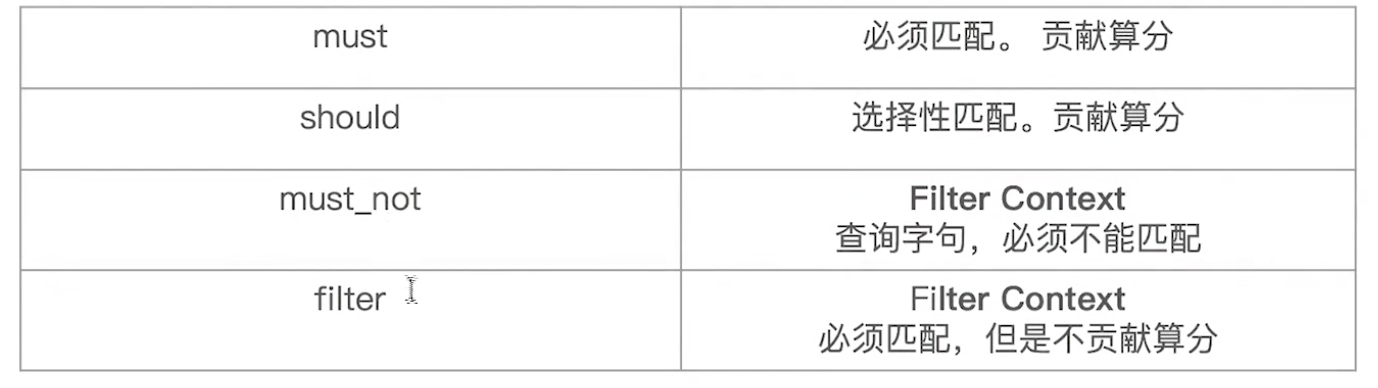 must
必须匹配。 贡献算分
should
选择性匹配。贡献算分
must_not
Filter Context
查询字句，必须不能匹配
filter
Filter Context
必须匹配，但是不贡献算分